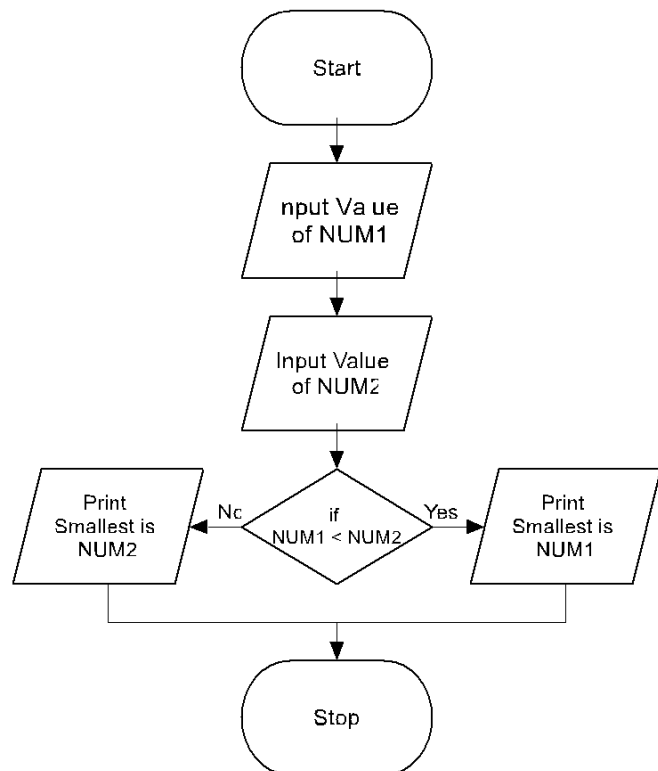 Start
nput Va ue
of NUM1
Input Value
of NUM2
Print
Smallest is
NUM2
No
if
NUM1 < NUM2
Yes
Print
Smallest is
NUM1
Stop